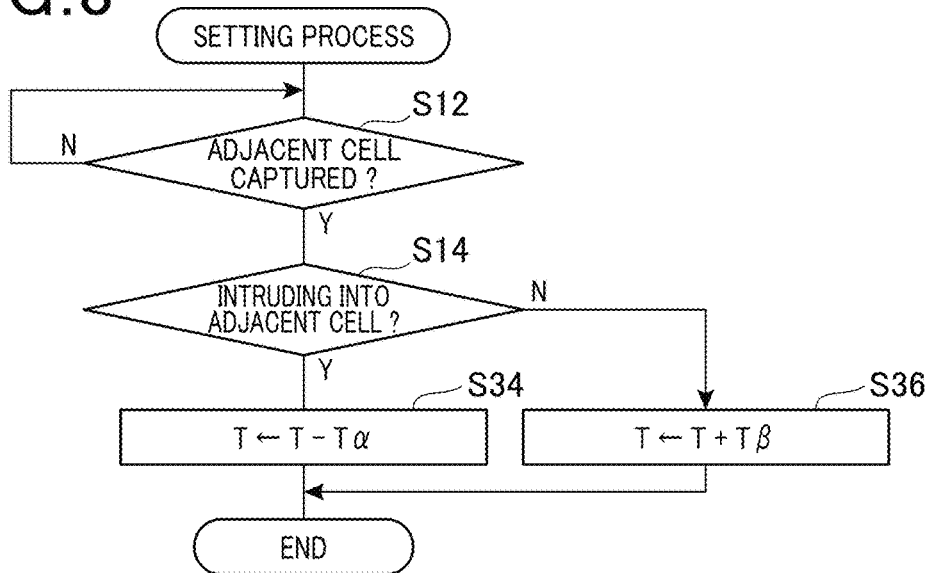 SETTING PROCESS
S12
N
ADJACENT CELL
CAPTURED ?
Y
S14
INTRUDING INTO
ADJACENT CELL ?
N
Y
S34
T ← T - Tα
S36
T ← T + Tβ
END